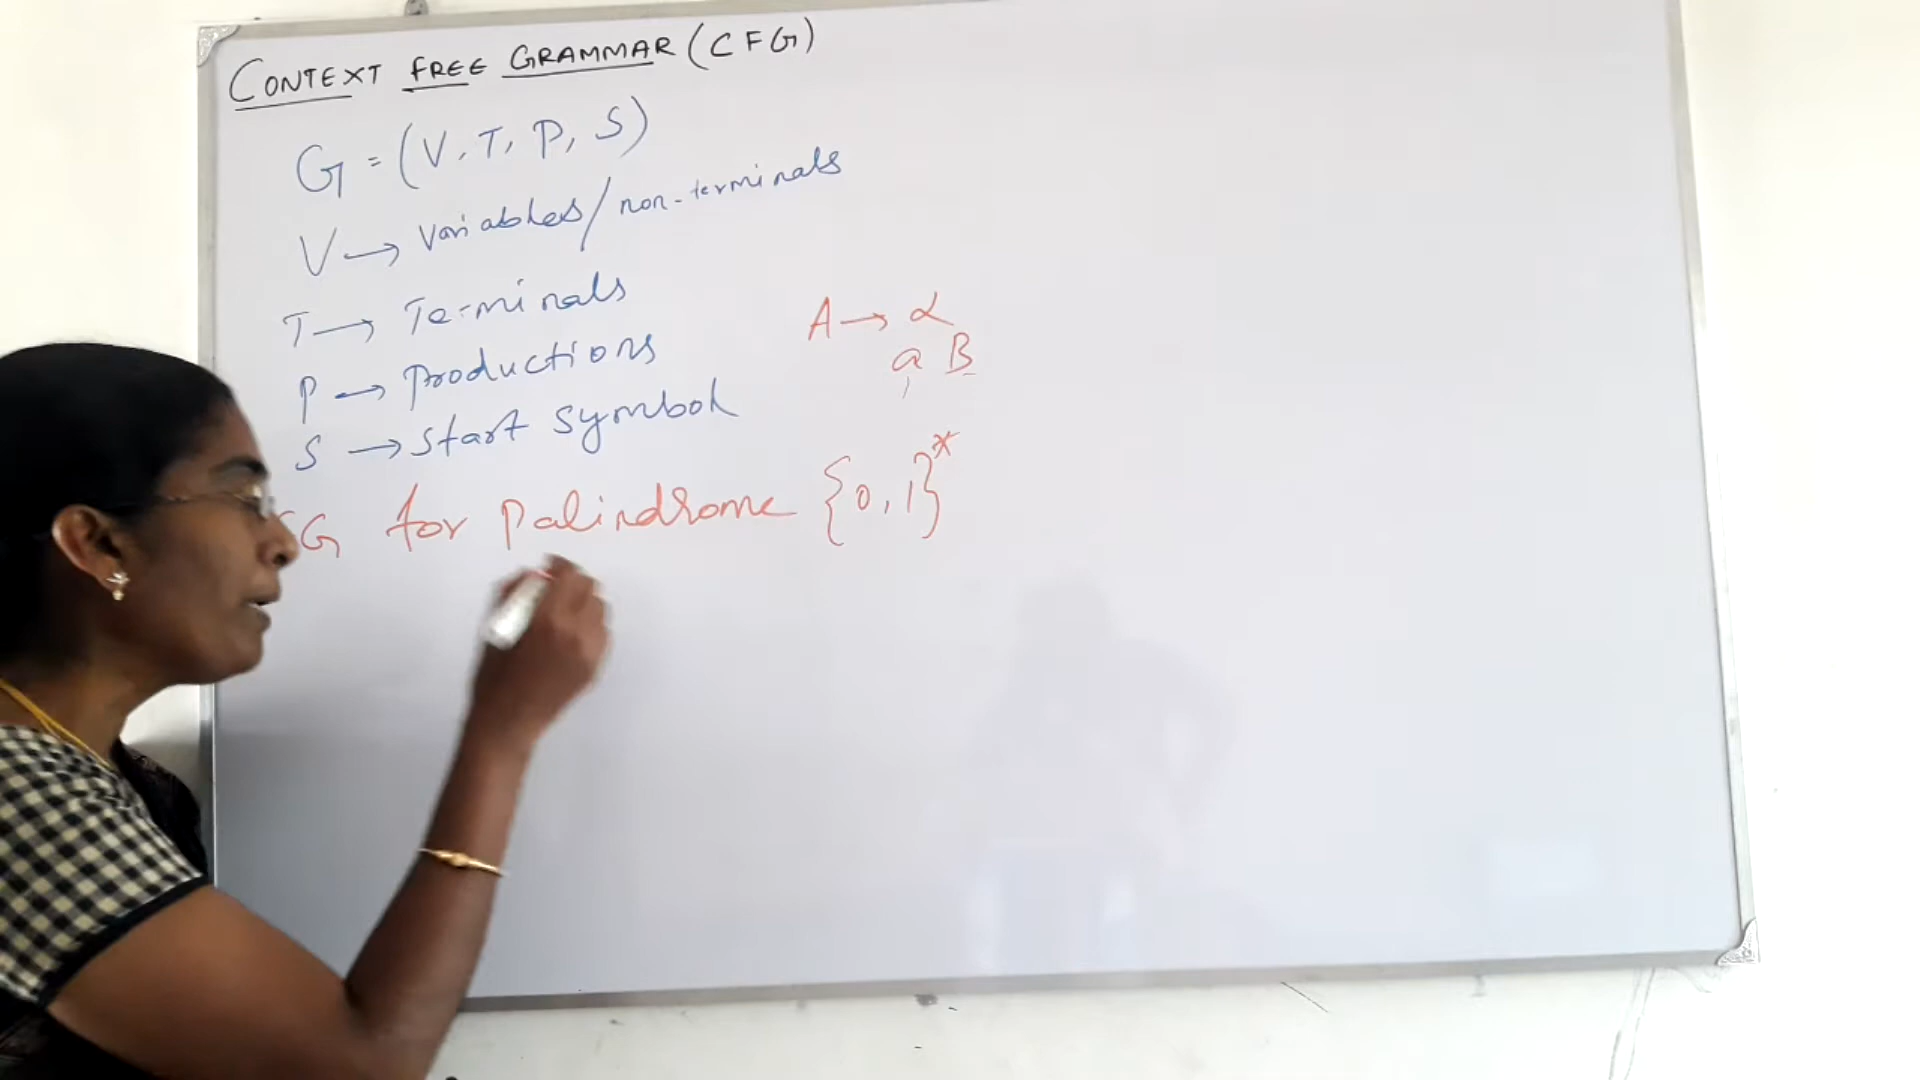 CONTEXT FREE GRAMMAR (CFG)
G = (V, T, P, S)
V → Variables/non-terminals
T → Terminals
P → Productions
S → Start Symbol
A → α
a B
G for Palindrome {0, 1}*